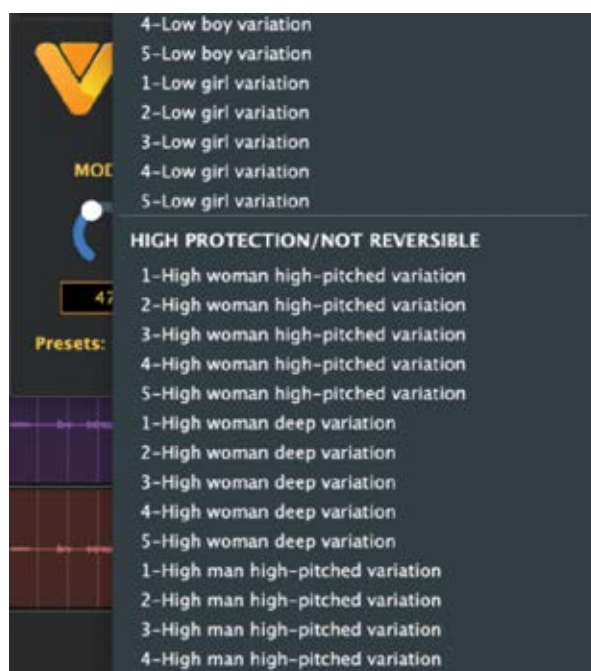 4-Low boy variation
5-Low boy variation
1-Low girl variation
2-Low girl variation
3-Low girl variation
4-Low girl variation
5-Low girl variation
MOD
HIGH PROTECTION/NOT REVERSIBLE
1-High woman high-pitched variation
47
2-High woman high-pitched variation
3-High woman high-pitched variation
Presets:
4-High woman high-pitched variation
5-High woman high-pitched variation
1-High woman deep variation
2-High woman deep variation
3-High woman deep variation
4-High woman deep variation
5-High woman deep variation
1-High man high-pitched variation
2-High man high-pitched variation
3-High man high-pitched variation
4-High man high-pitched variation